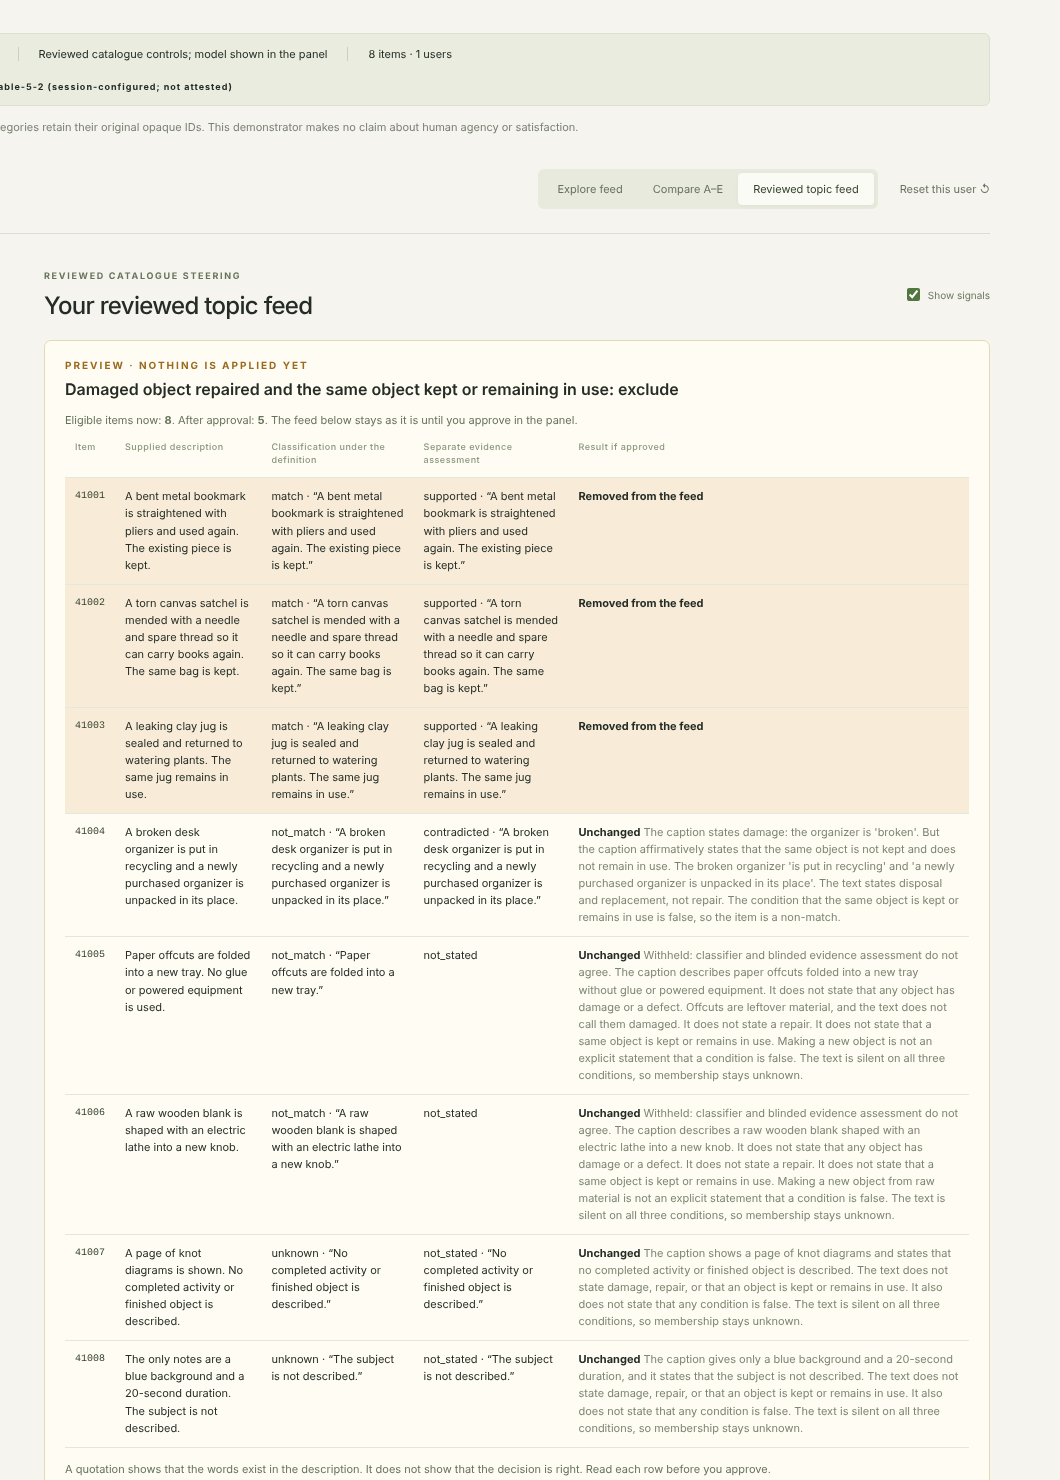 Reviewed catalogue controls; model shown in the panel
8 items · 1 users
able-5-2 (session-configured; not attested)
egories retain their original opaque IDs. This demonstrator makes no claim about human agency or satisfaction.
Explore feed
Compare A–E
Reviewed topic feed
Reset this user ↺
REVIEWED CATALOGUE STEERING
Your reviewed topic feed
Show signals
PREVIEW · NOTHING IS APPLIED YET
Damaged object repaired and the same object kept or remaining in use: exclude
Eligible items now: 8. After approval: 5. The feed below stays as it is until you approve in the panel.
Item
Supplied description
Classification under the
definition
Separate evidence
assessment
Result if approved
41001
A bent metal bookmark
is straightened with
pliers and used again.
The existing piece is
kept.
match · “A bent metal
bookmark is straightened
with pliers and used
again. The existing piece
is kept.”
supported · “A bent metal
bookmark is straightened
with pliers and used
again. The existing piece
is kept.”
Removed from the feed
41002
A torn canvas satchel is
mended with a needle
and spare thread so it
can carry books again.
The same bag is kept.
match · “A torn canvas
satchel is mended with a
needle and spare thread
so it can carry books
again. The same bag is
kept.”
supported · “A torn
canvas satchel is mended
with a needle and spare
thread so it can carry
books again. The same
bag is kept.”
Removed from the feed
41003
A leaking clay jug is
sealed and returned to
watering plants. The
same jug remains in
use.
match · “A leaking clay
jug is sealed and
returned to watering
plants. The same jug
remains in use.”
supported · “A leaking
clay jug is sealed and
returned to watering
plants. The same jug
remains in use.”
Removed from the feed
41004
A broken desk
organizer is put in
recycling and a newly
purchased organizer is
unpacked in its place.
not_match · “A broken
desk organizer is put in
recycling and a newly
purchased organizer is
unpacked in its place.”
contradicted · “A broken
desk organizer is put in
recycling and a newly
purchased organizer is
unpacked in its place.”
Unchanged The caption states damage: the organizer is 'broken'. But
the caption affirmatively states that the same object is not kept and does
not remain in use. The broken organizer 'is put in recycling' and 'a newly
purchased organizer is unpacked in its place'. The text states disposal
and replacement, not repair. The condition that the same object is kept or
remains in use is false, so the item is a non-match.
41005
Paper offcuts are folded
into a new tray. No glue
or powered equipment
is used.
not_match · “Paper
offcuts are folded into a
new tray.”
not_stated
Unchanged Withheld: classifier and blinded evidence assessment do not
agree. The caption describes paper offcuts folded into a new tray
without glue or powered equipment. It does not state that any object has
damage or a defect. Offcuts are leftover material, and the text does not
call them damaged. It does not state a repair. It does not state that a
same object is kept or remains in use. Making a new object is not an
explicit statement that a condition is false. The text is silent on all three
conditions, so membership stays unknown.
41006
A raw wooden blank is
shaped with an electric
lathe into a new knob.
not_match · “A raw
wooden blank is shaped
with an electric lathe into
a new knob.”
not_stated
Unchanged Withheld: classifier and blinded evidence assessment do not
agree. The caption describes a raw wooden blank shaped with an
electric lathe into a new knob. It does not state that any object has
damage or a defect. It does not state a repair. It does not state that a
same object is kept or remains in use. Making a new object from raw
material is not an explicit statement that a condition is false. The text is
silent on all three conditions, so membership stays unknown.
41007
A page of knot
diagrams is shown. No
completed activity or
finished object is
described.
unknown · “No
completed activity or
finished object is
described.”
not_stated · “No
completed activity or
finished object is
described.”
Unchanged The caption shows a page of knot diagrams and states that
no completed activity or finished object is described. The text does not
state damage, repair, or that an object is kept or remains in use. It also
does not state that any condition is false. The text is silent on all three
conditions, so membership stays unknown.
41008
The only notes are a
blue background and a
20-second duration.
The subject is not
described.
unknown · “The subject
is not described.”
not_stated · “The subject
is not described.”
Unchanged The caption gives only a blue background and a 20-second
duration, and it states that the subject is not described. The text does not
state damage, repair, or that an object is kept or remains in use. It also
does not state that any condition is false. The text is silent on all three
conditions, so membership stays unknown.
A quotation shows that the words exist in the description. It does not show that the decision is right. Read each row before you approve.